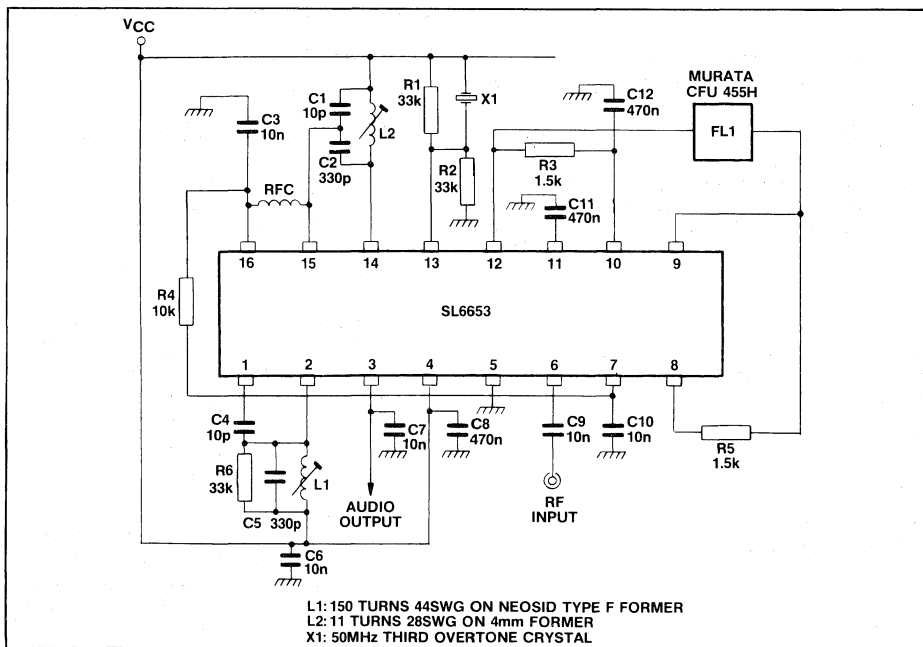 VCC
MURATA
CFU 455H
FL1
C3
10n
C1
10p
C2
330p
L2
R1
33k
X1
R2
33k
C12
470n
R3
1.5k
C11
470n
RFC
16
15
14
13
12
11
10
9
R4
10k
SL6653
1
2
3
4
5
6
7
8
C4
10p
R6
33k
C5
330p
L1
C7
10n
C8
470n
C9
10n
C10
10n
R5
1.5k
AUDIO
OUTPUT
RF
INPUT
C6
10n
L1: 150 TURNS 44SWG ON NEOSID TYPE F FORMER
L2: 11 TURNS 28SWG ON 4mm FORMER
X1: 50MHz THIRD OVERTONE CRYSTAL